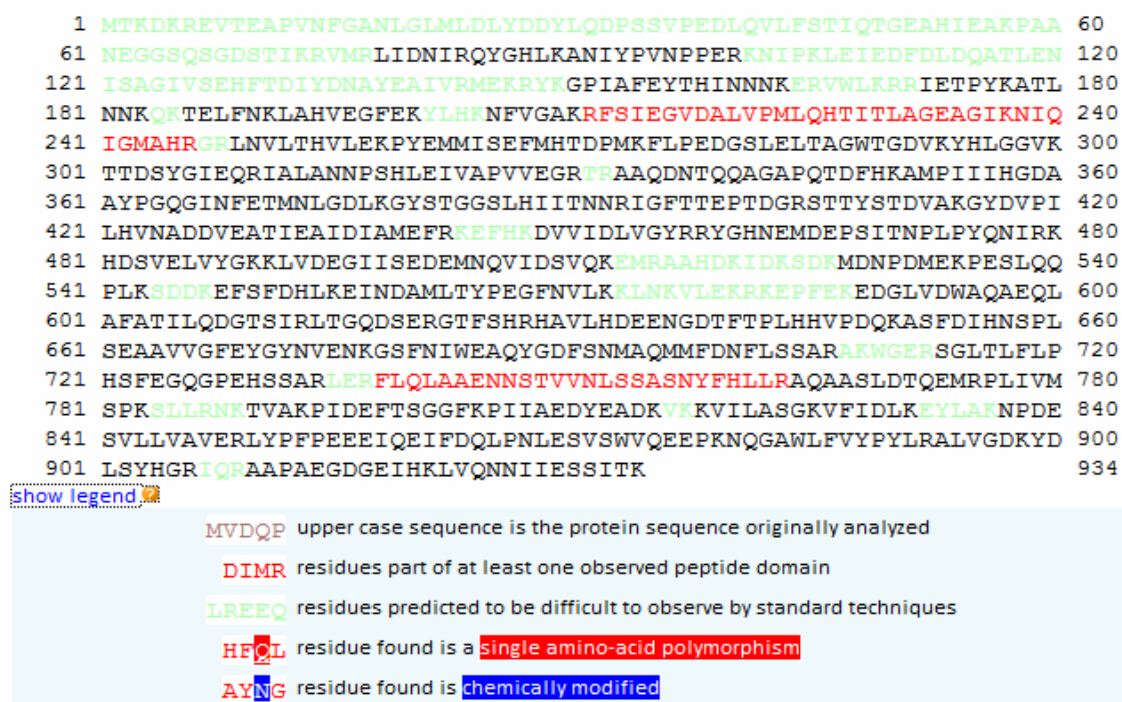 1 MTKDKREVTEAPVNFGANLGLMLDLYDDYLQDPSSVPEDLQVLFSTIQTGEAHIEAKPAA 60
61 NEGGSQSGDSTIKRVMRLIDNIRQYGHLKANIYPVNPPERKNIPKLEIEDFDLDQATLEN 120
121 ISAGIVSEHFTDIYDNAYEAIVRMEKRYKGPIAFEYTHINNNKERVWLKRRIETPYKATL 180
181 NNKQKTELFNKLAHVEGFEKYLHKNFVGAKRFSIEGVDALVPMLQHTITLAGEAGIKNIQ 240
241 IGMAHRGRLNVLTHVLEKPYEMMISEFMHTDPMKFLPEDGSLELTAGWTGDVKYHLGGVK 300
301 TTDSYGIEQRIALANNPSHLEIVAPVVEGRTRAAQDNTQQAGAPQTDFHKAMPIIIHGDA 360
361 AYPGQGINFETMNLGDLKGYSTGGSLHIITNNRIGFTTEPTDGRSTTYSTDVAKGYDVPI 420
421 LHVNADDVEATIEAIDIAMEFRKEFHKDVVIDLVGYRRYGHNEMDEPSITNPLPYQNIRK 480
481 HDSVELVYGKKLVDEGIISEDEMNQVIDSVQKEMRAAHDKIDKSDKMDNPDMEKPESLQQ 540
541 PLKSDDKEFSFDHLKEINDAMLTYPEGFNVLKKLNKVLEKRKEPFEKEDGLVDWAQAEQL 600
601 AFATILQDGTSIRLTGQDSERGTFSHRHAVLHDEENGDTFTPLHHVPDQKASFDIHNSPL 660
661 SEAAVVGFEYGYNVENKGSFNIWEAQYGDFSNMAQMMFDNFLSSARAKWGERSGLTLFLP 720
721 HSFEGQGPEHSSARLERFLQLAAENNSTVVNLSSASNYFHLLRAQAASLDTQEMRPLIVM 780
781 SPKSLLRNKTVAKPIDEFTSGGFKPIIAEDYEADKVKKVILASGKVFIDLKEYLAKNPDE 840
841 SVLLVAVERLYPFPEEEIQEIFDQLPNLESVSWVQEEPKNQGAWLFVYPYLRALVGDKYD 900
901 LSYHGRIQRAAPAEGDGEIHKLVQNNIIESSITK 934
show legend ?
MVDQP upper case sequence is the protein sequence originally analyzed
DIMR residues part of at least one observed peptide domain
LREEQ residues predicted to be difficult to observe by standard techniques
HFQL residue found is a single amino-acid polymorphism
AYNG residue found is chemically modified